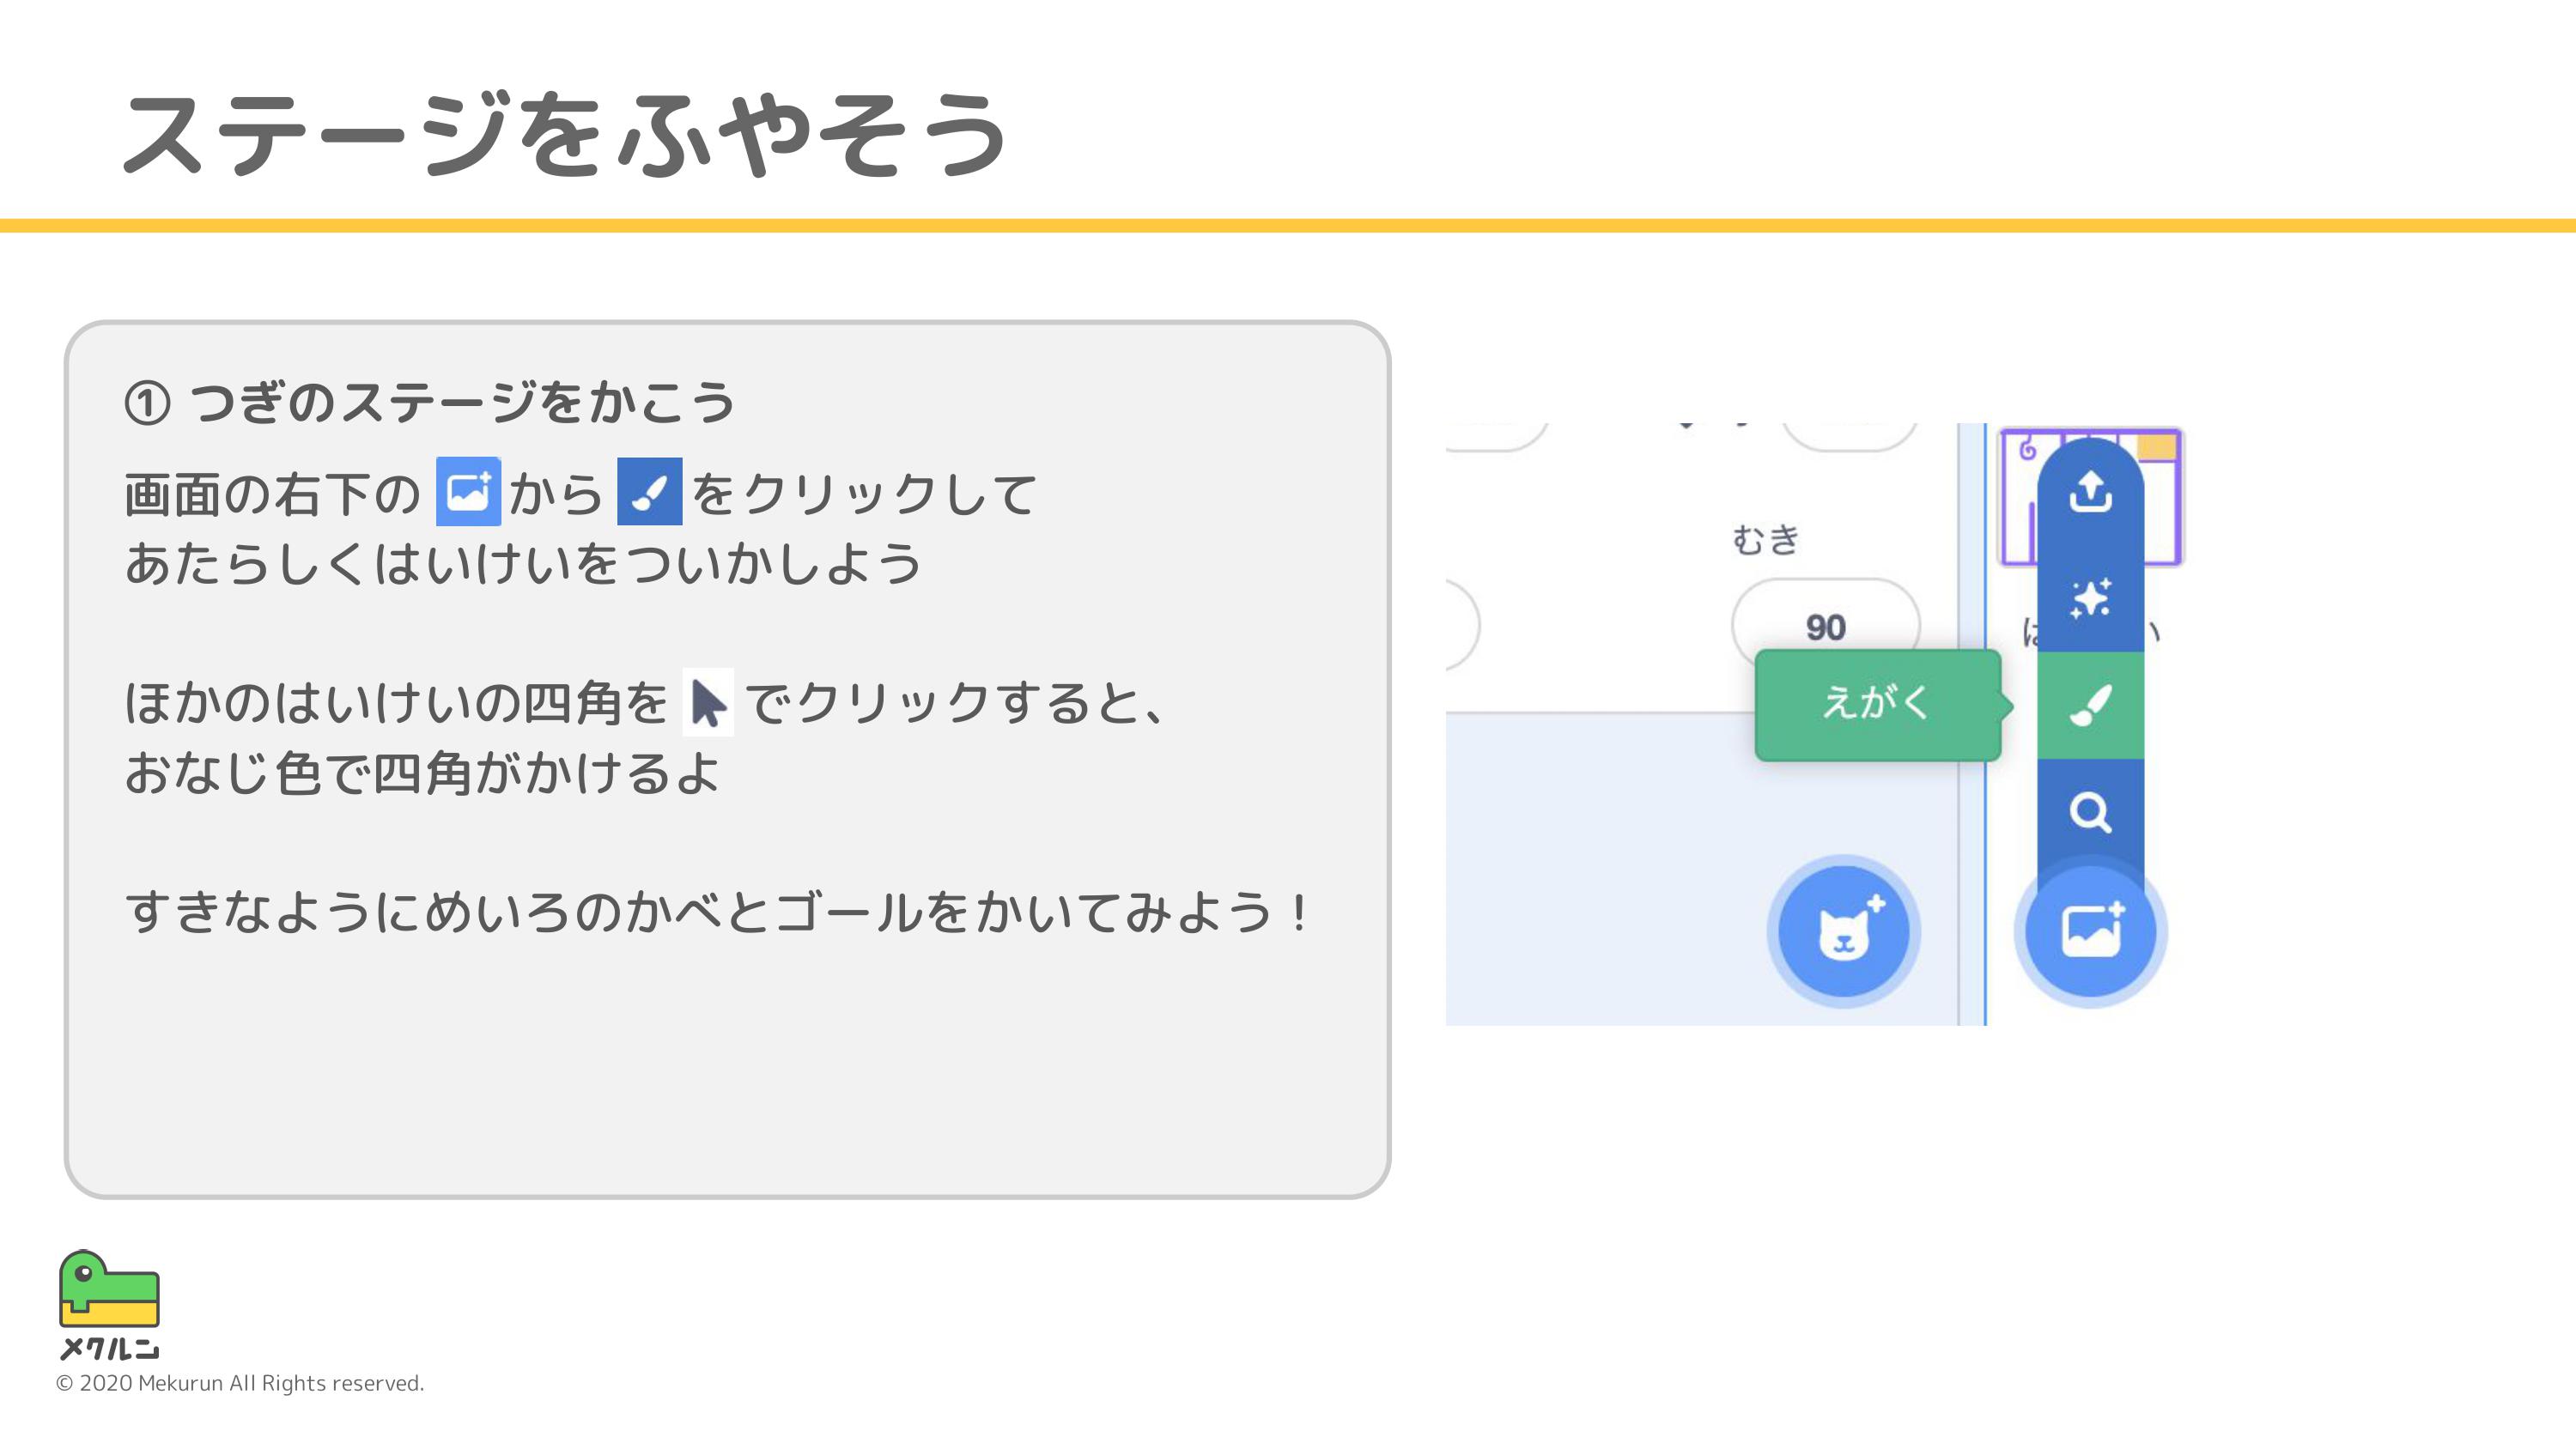 ステージをふやそう
① つぎのステージをかこう
画面の右下の から をクリックして
あたらしくはいけいをついかしよう
ほかのはいけいの四角を でクリックすると、
おなじ色で四角がかけるよ
すきなようにめいろのかべとゴールをかいてみよう！
むき
90
えがく
メクルン
© 2020 Mekurun All Rights reserved.